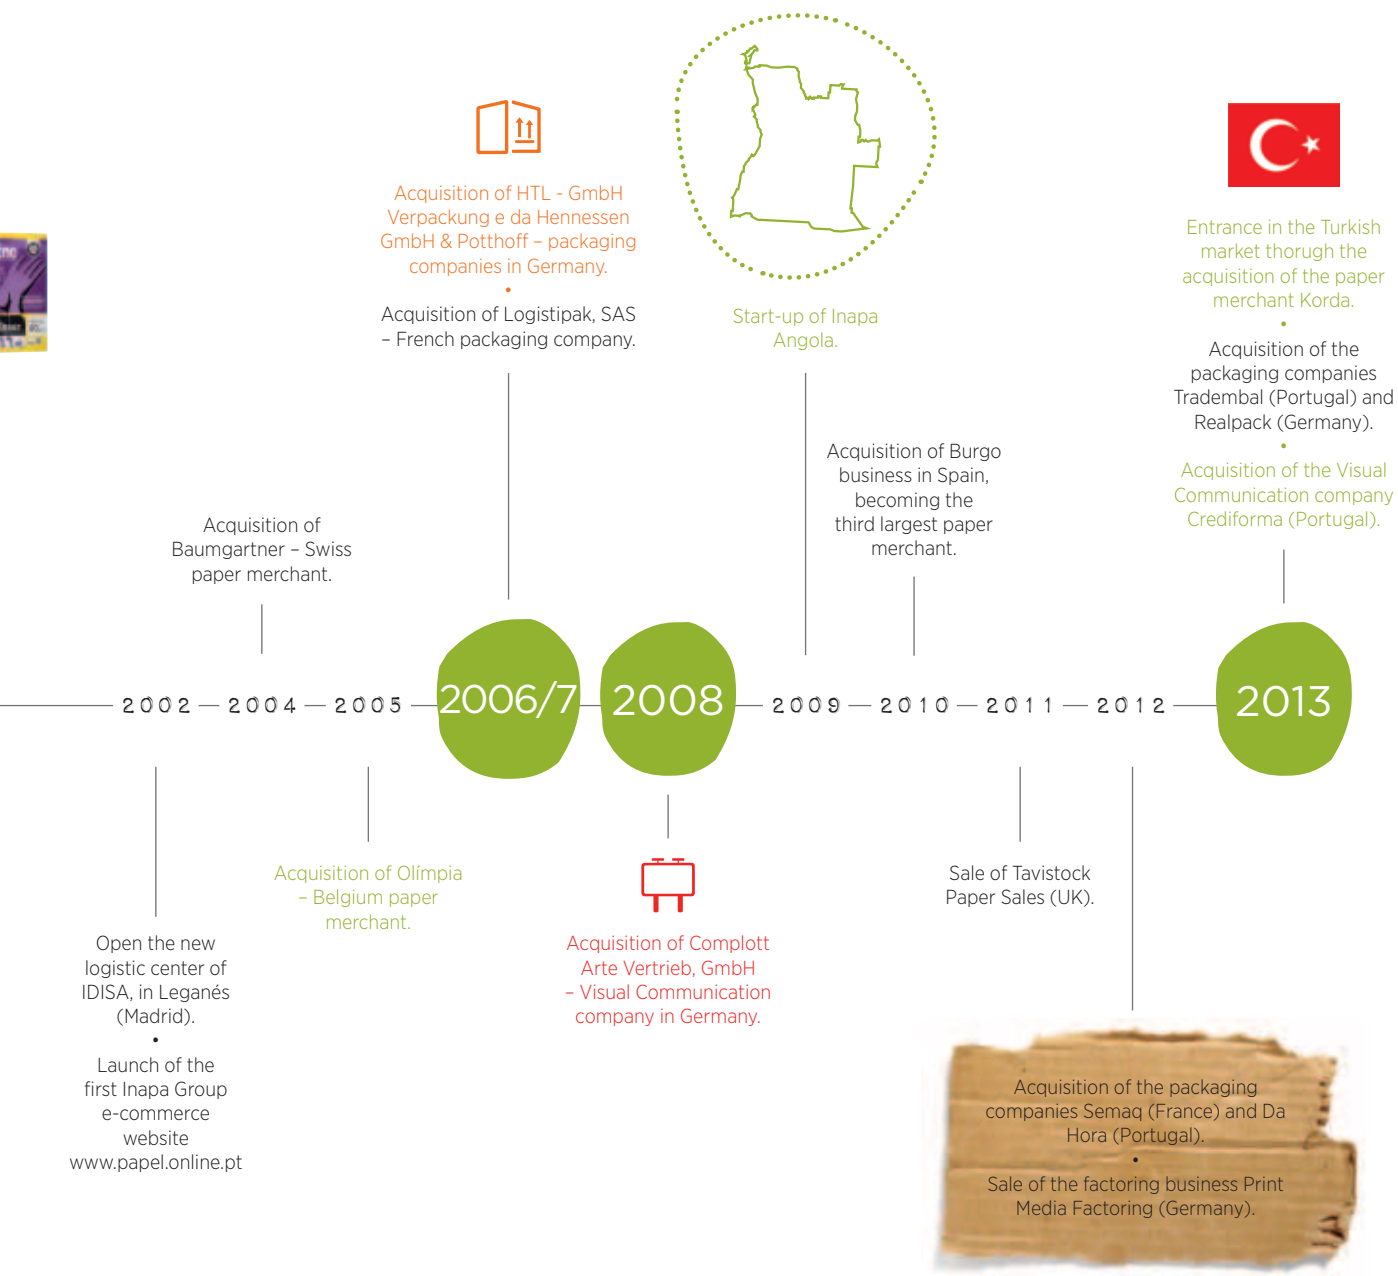 Acquisition of HTL - GmbH
Verpackung e da Hennessen
GmbH & Potthoff – packaging
companies in Germany.
•
Acquisition of Logistipak, SAS
– French packaging company.
Start-up of Inapa
Angola.
Entrance in the Turkish
market thorugh the
acquisition of the paper
merchant Korda.
•
Acquisition of the
packaging companies
Tradembal (Portugal) and
Realpack (Germany).
•
Acquisition of the Visual
Communication company
Crediforma (Portugal).
Acquisition of Burgo
business in Spain,
becoming the
third largest paper
merchant.
Acquisition of
Baumgartner – Swiss
paper merchant.
2002 2004 2005 2006/7 2008 2009 2010 2011 2012 2013
Open the new
logistic center of
IDISA, in Leganés
(Madrid).
•
Launch of the
first Inapa Group
e-commerce
website
www.papel.online.pt
Acquisition of Olímpia
– Belgium paper
merchant.
Acquisition of Complott
Arte Vertrieb, GmbH
– Visual Communication
company in Germany.
Sale of Tavistock
Paper Sales (UK).
Acquisition of the packaging
companies Semaq (France) and Da
Hora (Portugal).
•
Sale of the factoring business Print
Media Factoring (Germany).